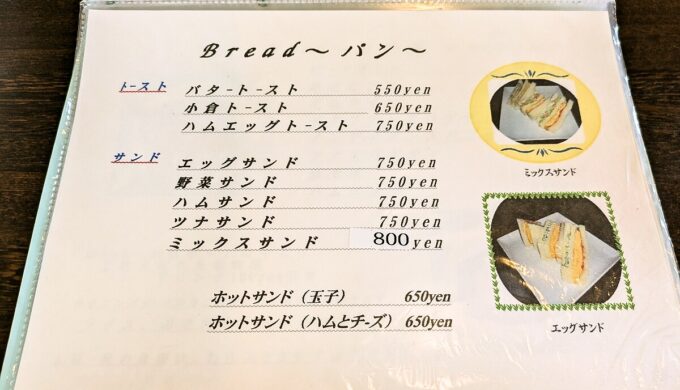 Bread～パン～
トースト バタートースト 550yen
小倉トースト 650yen
ハムエッグトースト 750yen
サンド エッグサンド 750yen
野菜サンド 750yen
ハムサンド 750yen
ツナサンド 750yen
ミックスサンド 800yen
ホットサンド（玉子） 650yen
ホットサンド（ハムとチーズ） 650yen
ミックスサンド
エッグサンド